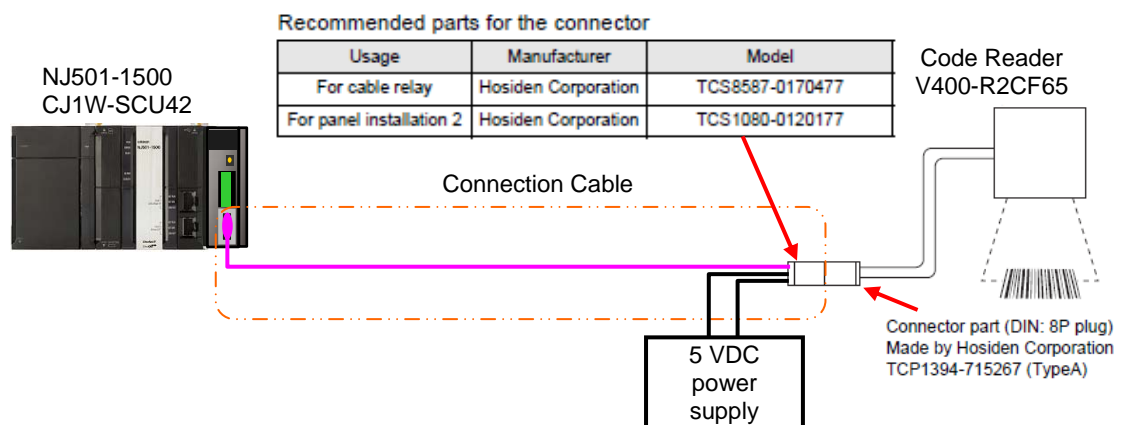 Recommended parts for the connector
Usage Manufacturer Model
For cable relay Hosiden Corporation TCS8587-0170477
For panel installation 2 Hosiden Corporation TCS1080-0120177
NJ501-1500
CJ1W-SCU42
Code Reader
V400-R2CF65
Connection Cable
Connector part (DIN: 8P plug)
Made by Hosiden Corporation
TCP1394-715267 (TypeA)
5 VDC
power
supply